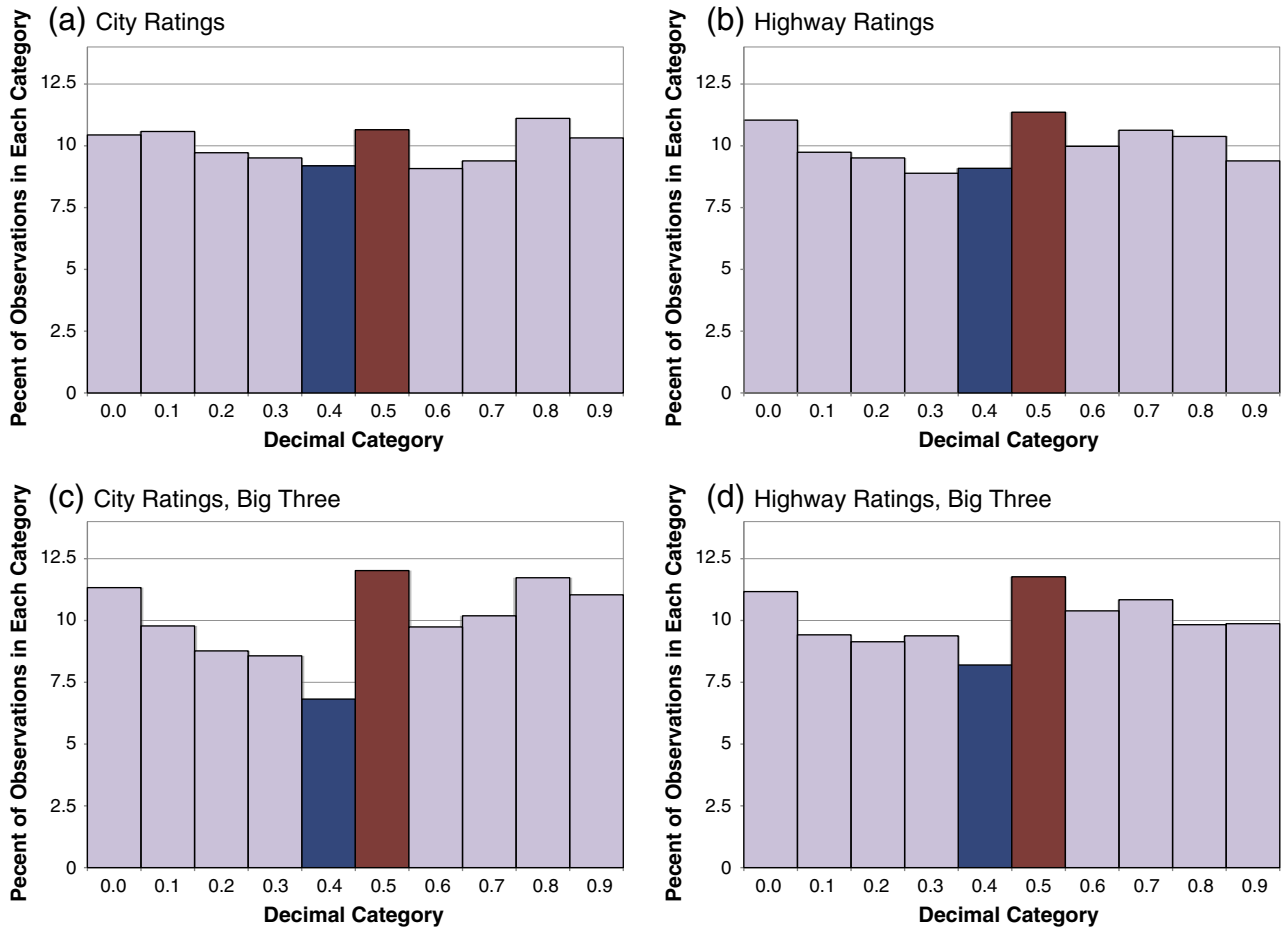 (a) City Ratings
Pecent of Observations in Each Category
12.5
10
7.5
5
2.5
0
0.0 0.1 0.2 0.3 0.4 0.5 0.6 0.7 0.8 0.9
Decimal Category
(b) Highway Ratings
Pecent of Observations in Each Category
12.5
10
7.5
5
2.5
0
0.0 0.1 0.2 0.3 0.4 0.5 0.6 0.7 0.8 0.9
Decimal Category
(c) City Ratings, Big Three
Pecent of Observations in Each Category
12.5
10
7.5
5
2.5
0
0.0 0.1 0.2 0.3 0.4 0.5 0.6 0.7 0.8 0.9
Decimal Category
(d) Highway Ratings, Big Three
Pecent of Observations in Each Category
12.5
10
7.5
5
2.5
0
0.0 0.1 0.2 0.3 0.4 0.5 0.6 0.7 0.8 0.9
Decimal Category